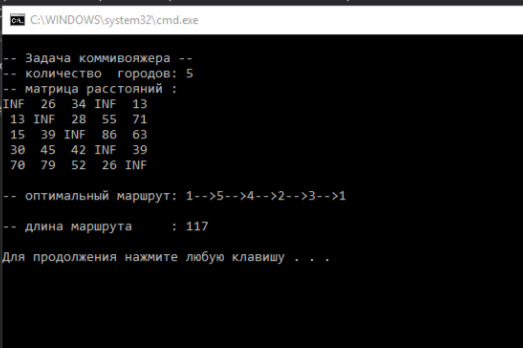 C:\WINDOWS\system32\cmd.exe
-- Задача коммивояжера --
-- количество  городов: 5
-- матрица расстояний :
INF  26  34 INF  13
 13 INF  28  55  71
 15  39 INF  86  63
 30  45  42 INF  39
 70  79  52  26 INF
-- оптимальный маршрут: 1-->5-->4-->2-->3-->1
-- длина маршрута     : 117
Для продолжения нажмите любую клавишу . . .